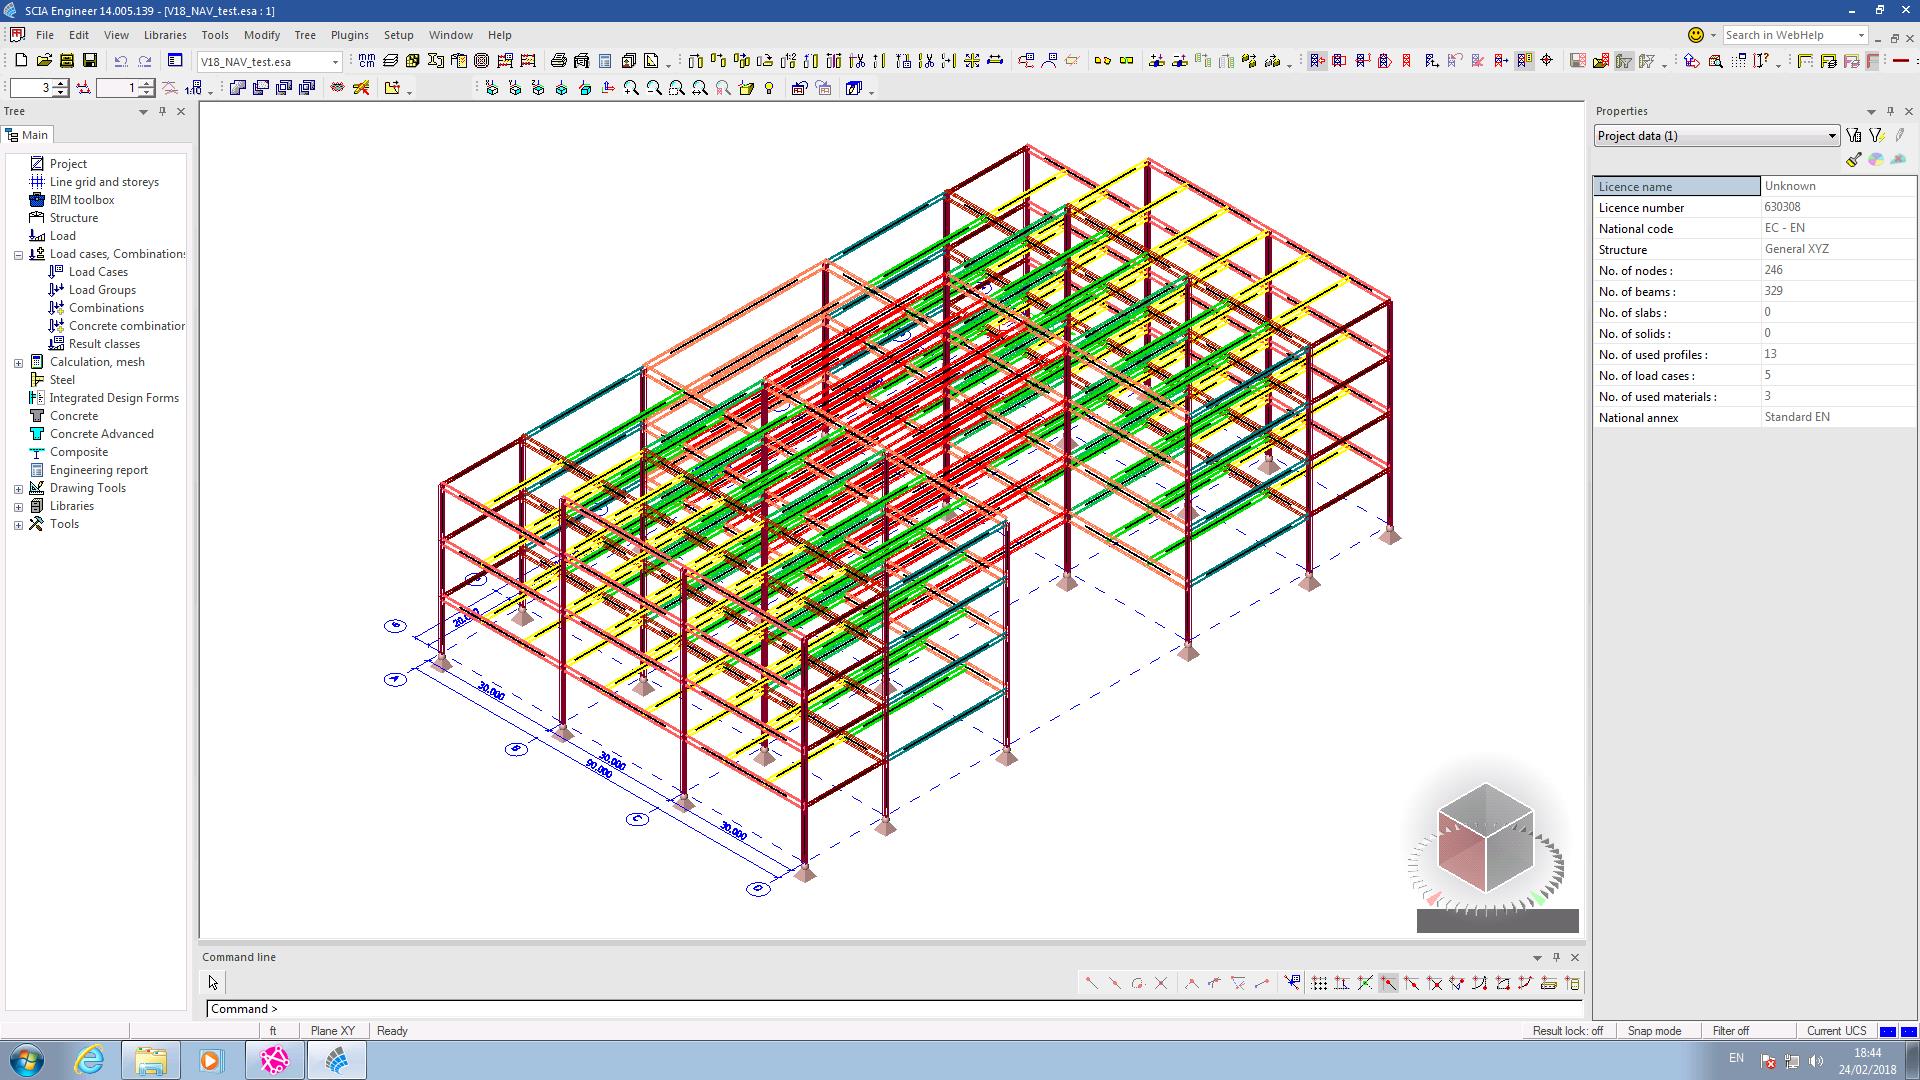 SCIA Engineer 14.005.139 - [V18_NAV_test.esa : 1]
File Edit View Libraries Tools Modify Tree Plugins Setup Window Help
Search in WebHelp
V18_NAV_test.esa
3
1
Tree
Main
Project
Line grid and storeys
BIM toolbox
Structure
Load
Load cases, Combinations
Load Cases
Load Groups
Combinations
Concrete combination
Result classes
Calculation, mesh
Steel
Integrated Design Forms
Concrete
Concrete Advanced
Composite
Engineering report
Drawing Tools
Libraries
Tools
A
B
C
D
30.000
30.000
90.000
30.000
Properties
Project data (1)
Licence name Unknown
Licence number 630308
National code EC - EN
Structure General XYZ
No. of nodes : 246
No. of beams : 329
No. of slabs : 0
No. of solids : 0
No. of used profiles : 13
No. of load cases : 5
No. of used materials : 3
National annex Standard EN
Command line
Command >
ft Plane XY Ready
Result lock: off Snap mode Filter off Current UCS
EN
18:44
24/02/2018